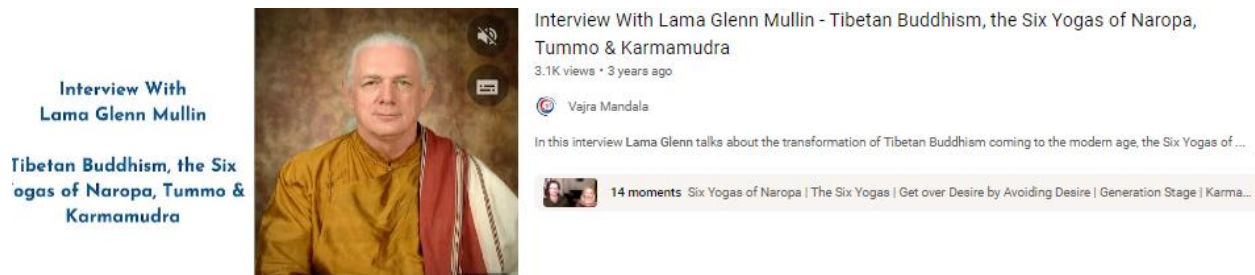 Interview With
Lama Glenn Mullin
Tibetan Buddhism, the Six
ogas of Naropa, Tummo &
Karmamudra
Interview With Lama Glenn Mullin - Tibetan Buddhism, the Six Yogas of Naropa,
Tummo & Karmamudra
3.1K views • 3 years ago
Vajra Mandala
In this interview Lama Glenn talks about the transformation of Tibetan Buddhism coming to the modern age, the Six Yogas of ...
14 moments Six Yogas of Naropa | The Six Yogas | Get over Desire by Avoiding Desire | Generation Stage | Karma...